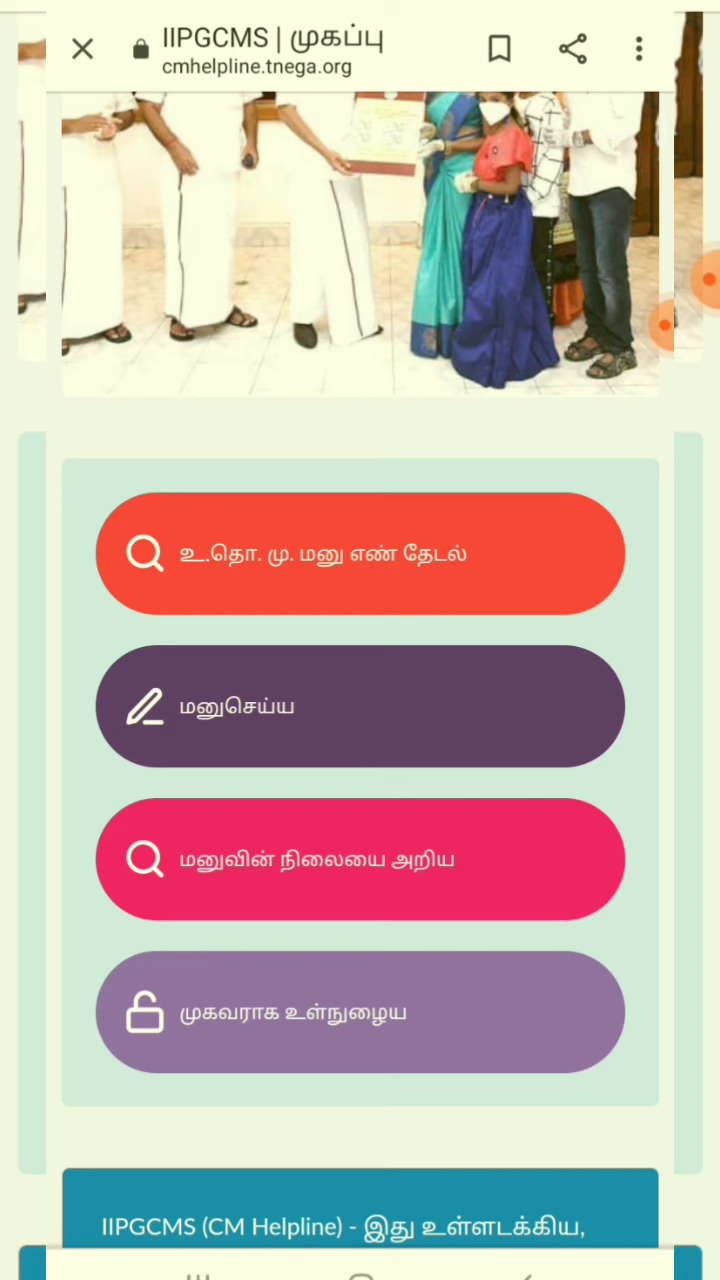 IIPGCMS | முகப்பு
cmhelpline.tnega.org
உ.தொ. மு. மனு எண் தேடல்
மனுசெய்ய
மனுவின் நிலையை அறிய
முகவராக உள்நுழைய
IIPGCMS (CM Helpline) - இது உள்ளடக்கிய,